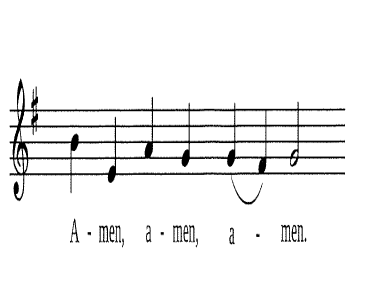 A - men, a - men, a - men.